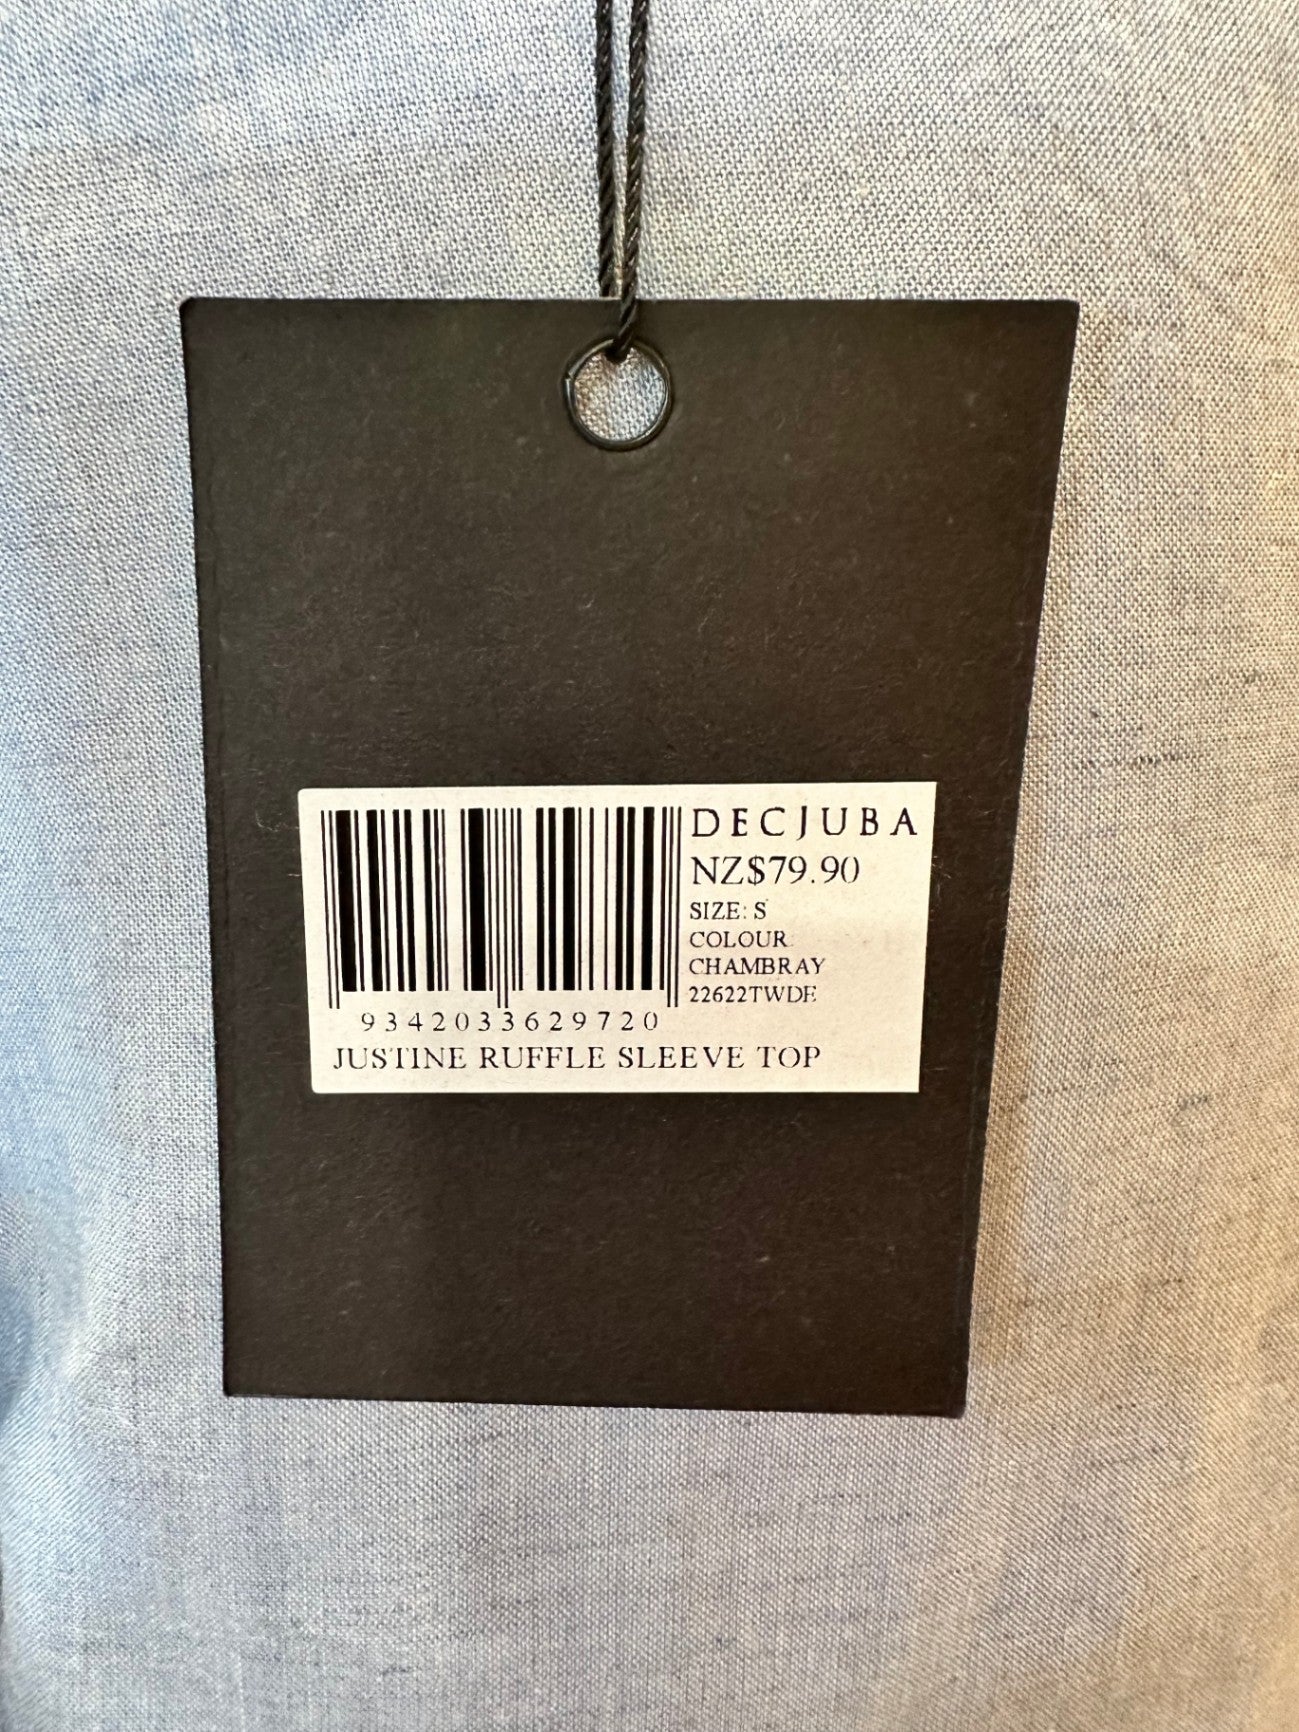 DECJUBA
NZ$79.90
SIZE: S
COLOUR:
CHAMBRAY
22622TWDE
9342033629720
JUSTINE RUFFLE SLEEVE TOP